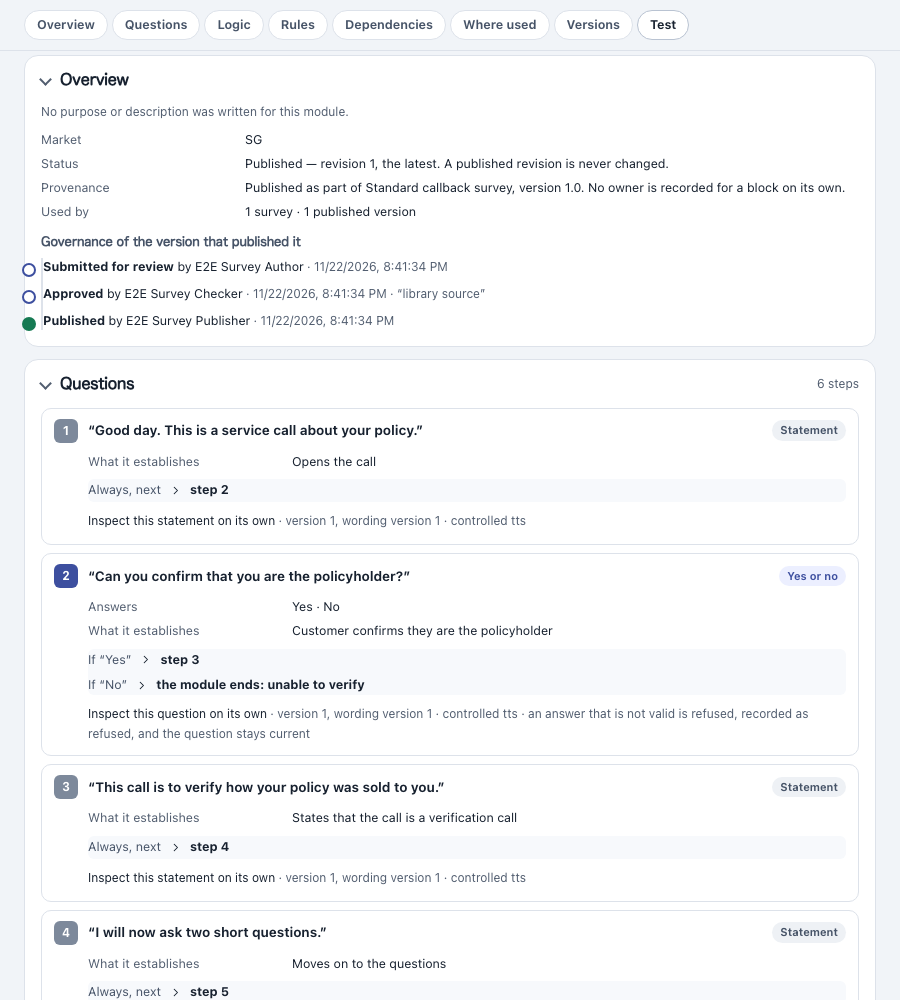 Overview Questions Logic Rules Dependencies Where used Versions Test
Overview
No purpose or description was written for this module.
Market SG
Status Published — revision 1, the latest. A published revision is never changed.
Provenance Published as part of Standard callback survey, version 1.0. No owner is recorded for a block on its own.
Used by 1 survey · 1 published version
Governance of the version that published it
Submitted for review by E2E Survey Author · 11/22/2026, 8:41:34 PM
Approved by E2E Survey Checker · 11/22/2026, 8:41:34 PM · “library source”
Published by E2E Survey Publisher · 11/22/2026, 8:41:34 PM
Questions 6 steps
1 “Good day. This is a service call about your policy.” Statement
What it establishes Opens the call
Always, next > step 2
Inspect this statement on its own · version 1, wording version 1 · controlled tts
2 “Can you confirm that you are the policyholder?” Yes or no
Answers Yes · No
What it establishes Customer confirms they are the policyholder
If “Yes” > step 3
If “No” > the module ends: unable to verify
Inspect this question on its own · version 1, wording version 1 · controlled tts · an answer that is not valid is refused, recorded as
refused, and the question stays current
3 “This call is to verify how your policy was sold to you.” Statement
What it establishes States that the call is a verification call
Always, next > step 4
Inspect this statement on its own · version 1, wording version 1 · controlled tts
4 “I will now ask two short questions.” Statement
What it establishes Moves on to the questions
Always, next > step 5